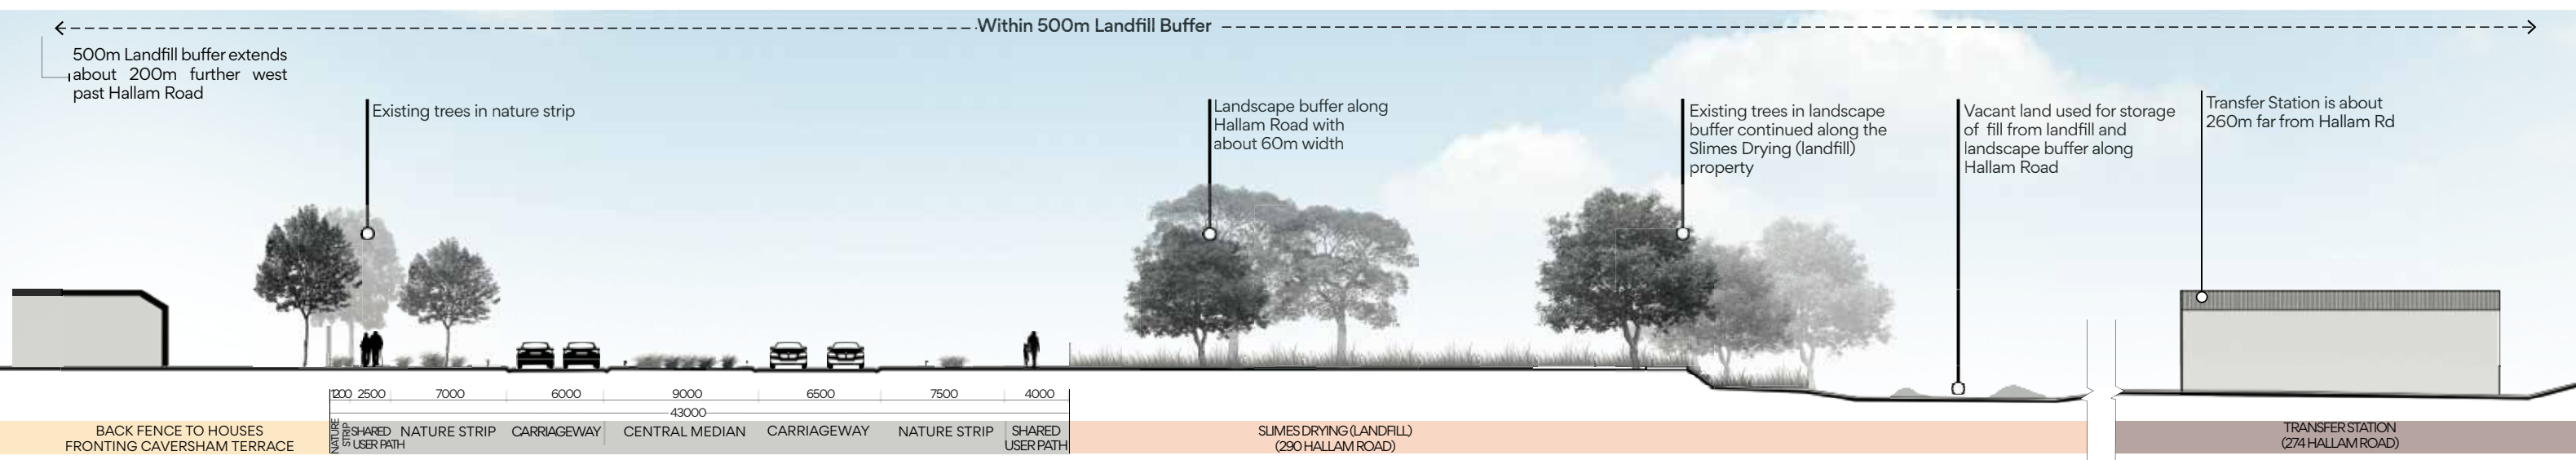 Within 500m Landfill Buffer
500m Landfill buffer extends
about 200m further west
past Hallam Road
Existing trees in nature strip
Landscape buffer along
Hallam Road with
about 60m width
Existing trees in landscape
buffer continued along the
Slimes Drying (landfill)
property
Vacant land used for storage
of fill from landfill and
landscape buffer along
Hallam Road
Transfer Station is about
260m far from Hallam Rd
2500 7000 6000 9000 6500 7500 4000
43000
BACK FENCE TO HOUSES
FRONTING CAVERSHAM TERRACE
NATURE
STRIP
SHARED
USER PATH
NATURE STRIP
CARRIAGEWAY
CENTRAL MEDIAN
CARRIAGEWAY
NATURE STRIP
SHARED
USER PATH
SLIMES DRYING (LANDFILL)
(290 HALLAM ROAD)
TRANSFER STATION
(274 HALLAM ROAD)